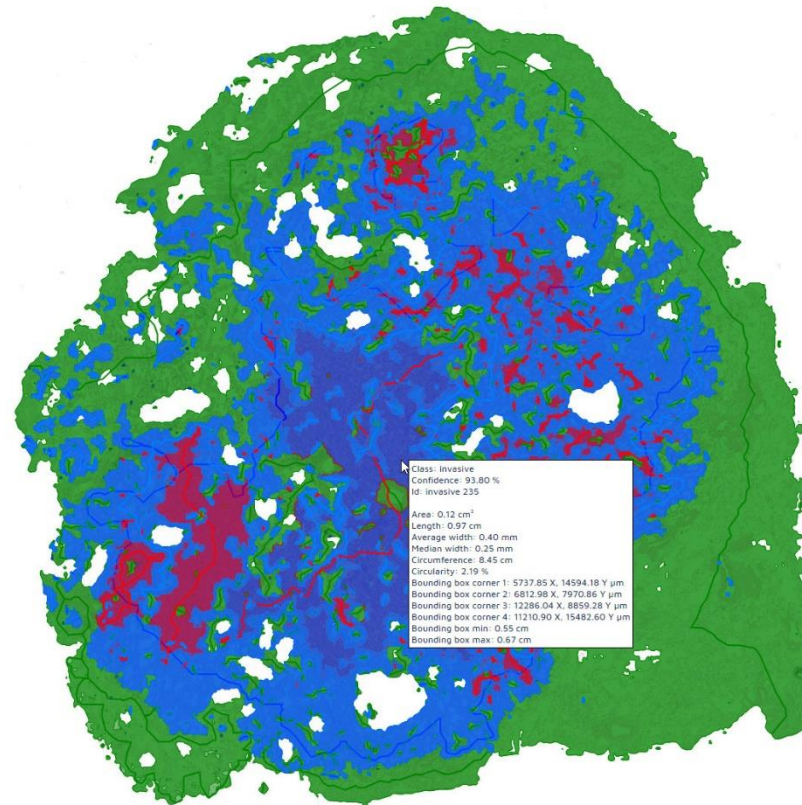 Class: invasive
Confidence: 93.80 %
Id: invasive 235
Area: 0.12 cm²
Length: 0.97 cm
Average width: 0.40 mm
Median width: 0.25 mm
Circumference: 8.45 cm
Circularity: 2.19 %
Bounding box corner 1: 5737.85 X, 14594.18 Y μm
Bounding box corner 2: 6812.98 X, 7970.86 Y μm
Bounding box corner 3: 12286.04 X, 8859.28 Y μm
Bounding box corner 4: 11210.90 X, 15482.60 Y μm
Bounding box min: 0.55 cm
Bounding box max: 0.67 cm